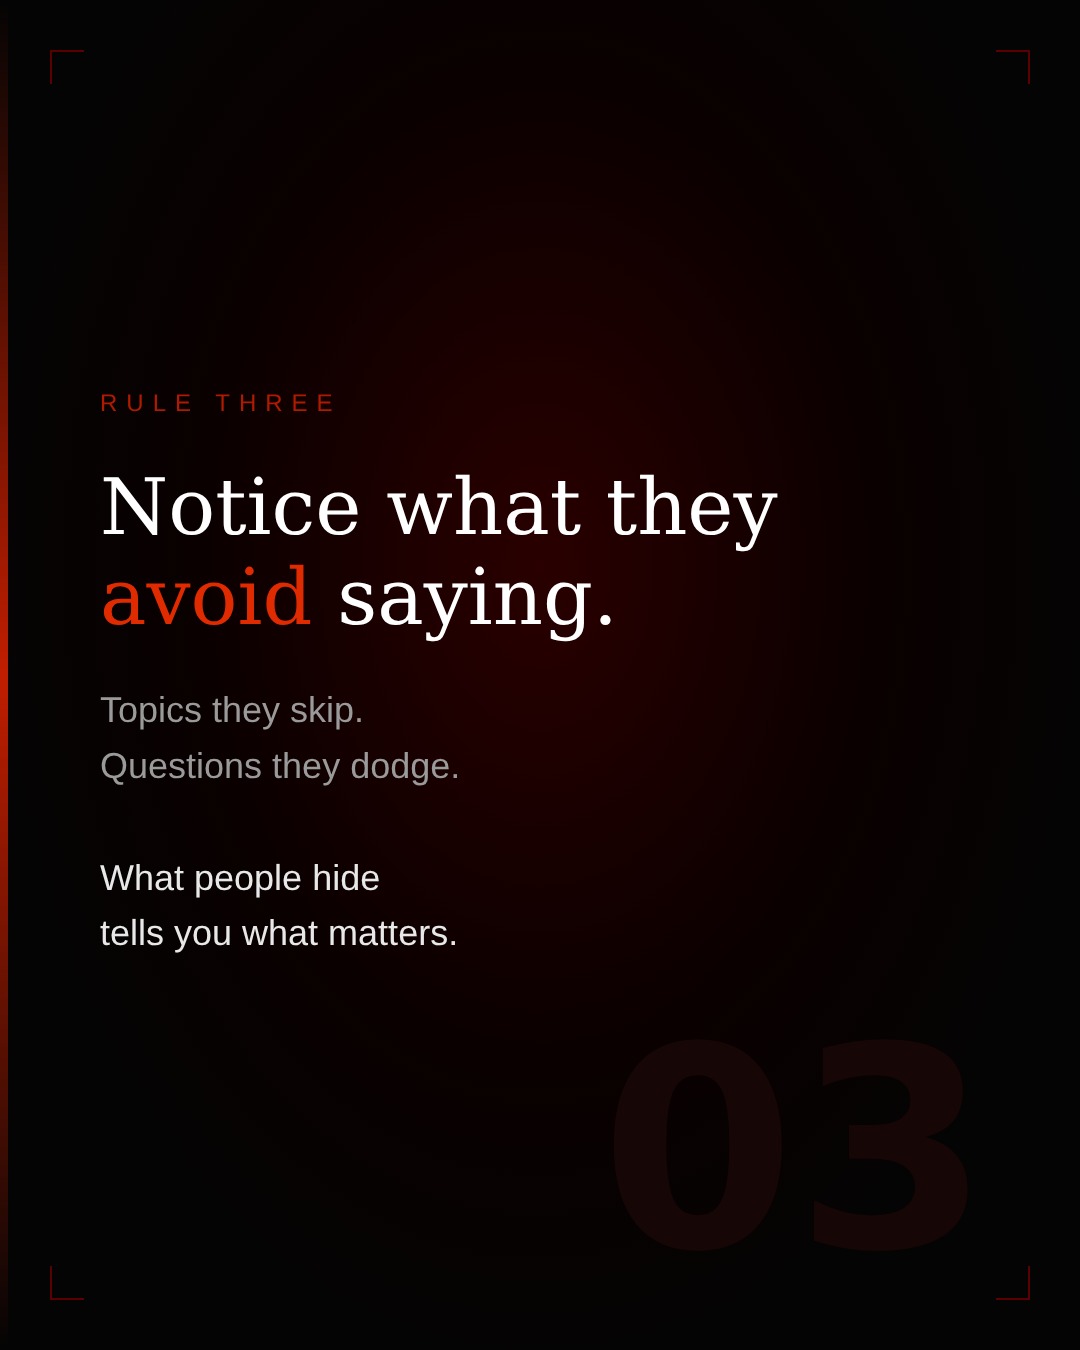 RULE THREE
Notice what they
avoid saying.
Topics they skip.
Questions they dodge.
What people hide
tells you what matters.
03